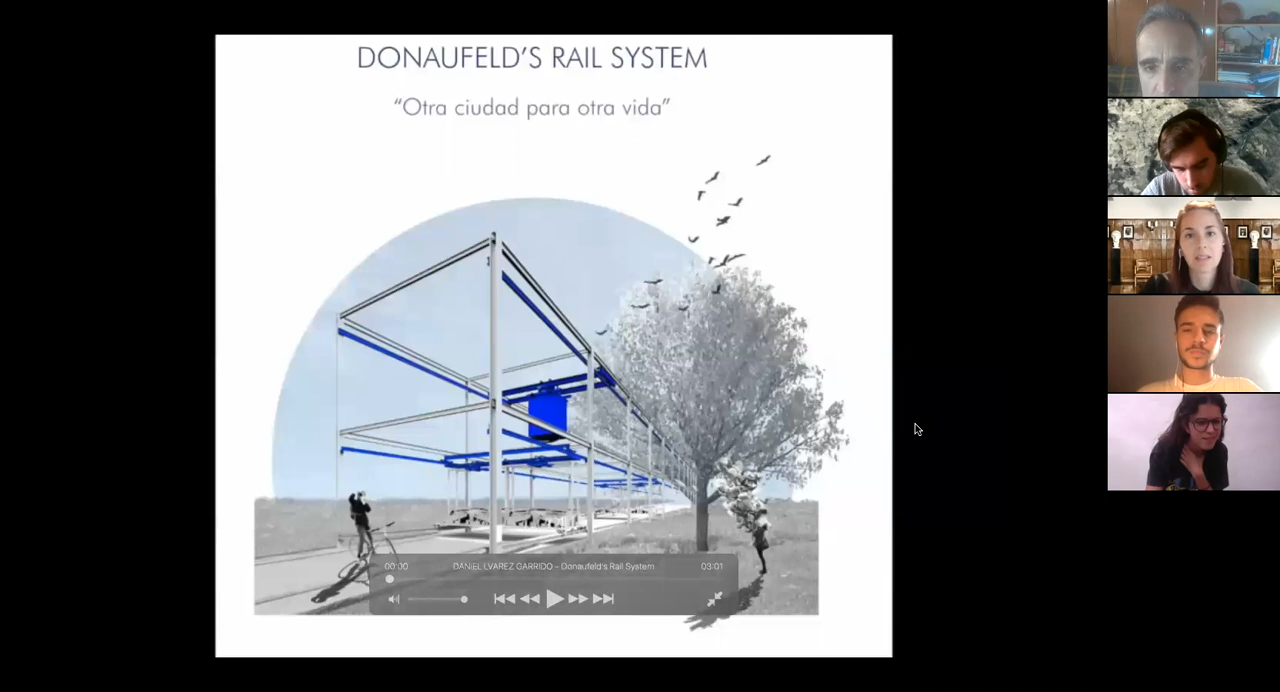 DONAUFELD'S RAIL SYSTEM
“Otra ciudad para otra vida”
00:00 DANIEL LVAREZ GARRIDO - Donaufeld's Rail System 03:01